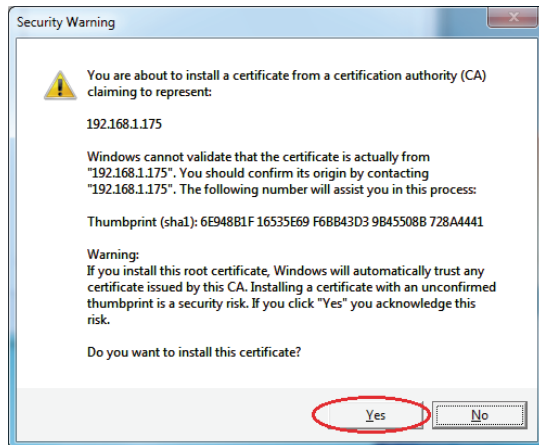 Security Warning
You are about to install a certificate from a certification authority (CA)
claiming to represent:
192.168.1.175
Windows cannot validate that the certificate is actually from
"192.168.1.175". You should confirm its origin by contacting
"192.168.1.175". The following number will assist you in this process:
Thumbprint (sha1): 6E948B1F 16535E69 F6BB43D3 9B45508B 728A4441
Warning:
If you install this root certificate, Windows will automatically trust any
certificate issued by this CA. Installing a certificate with an unconfirmed
thumbprint is a security risk. If you click "Yes" you acknowledge this
risk.
Do you want to install this certificate?
Yes No